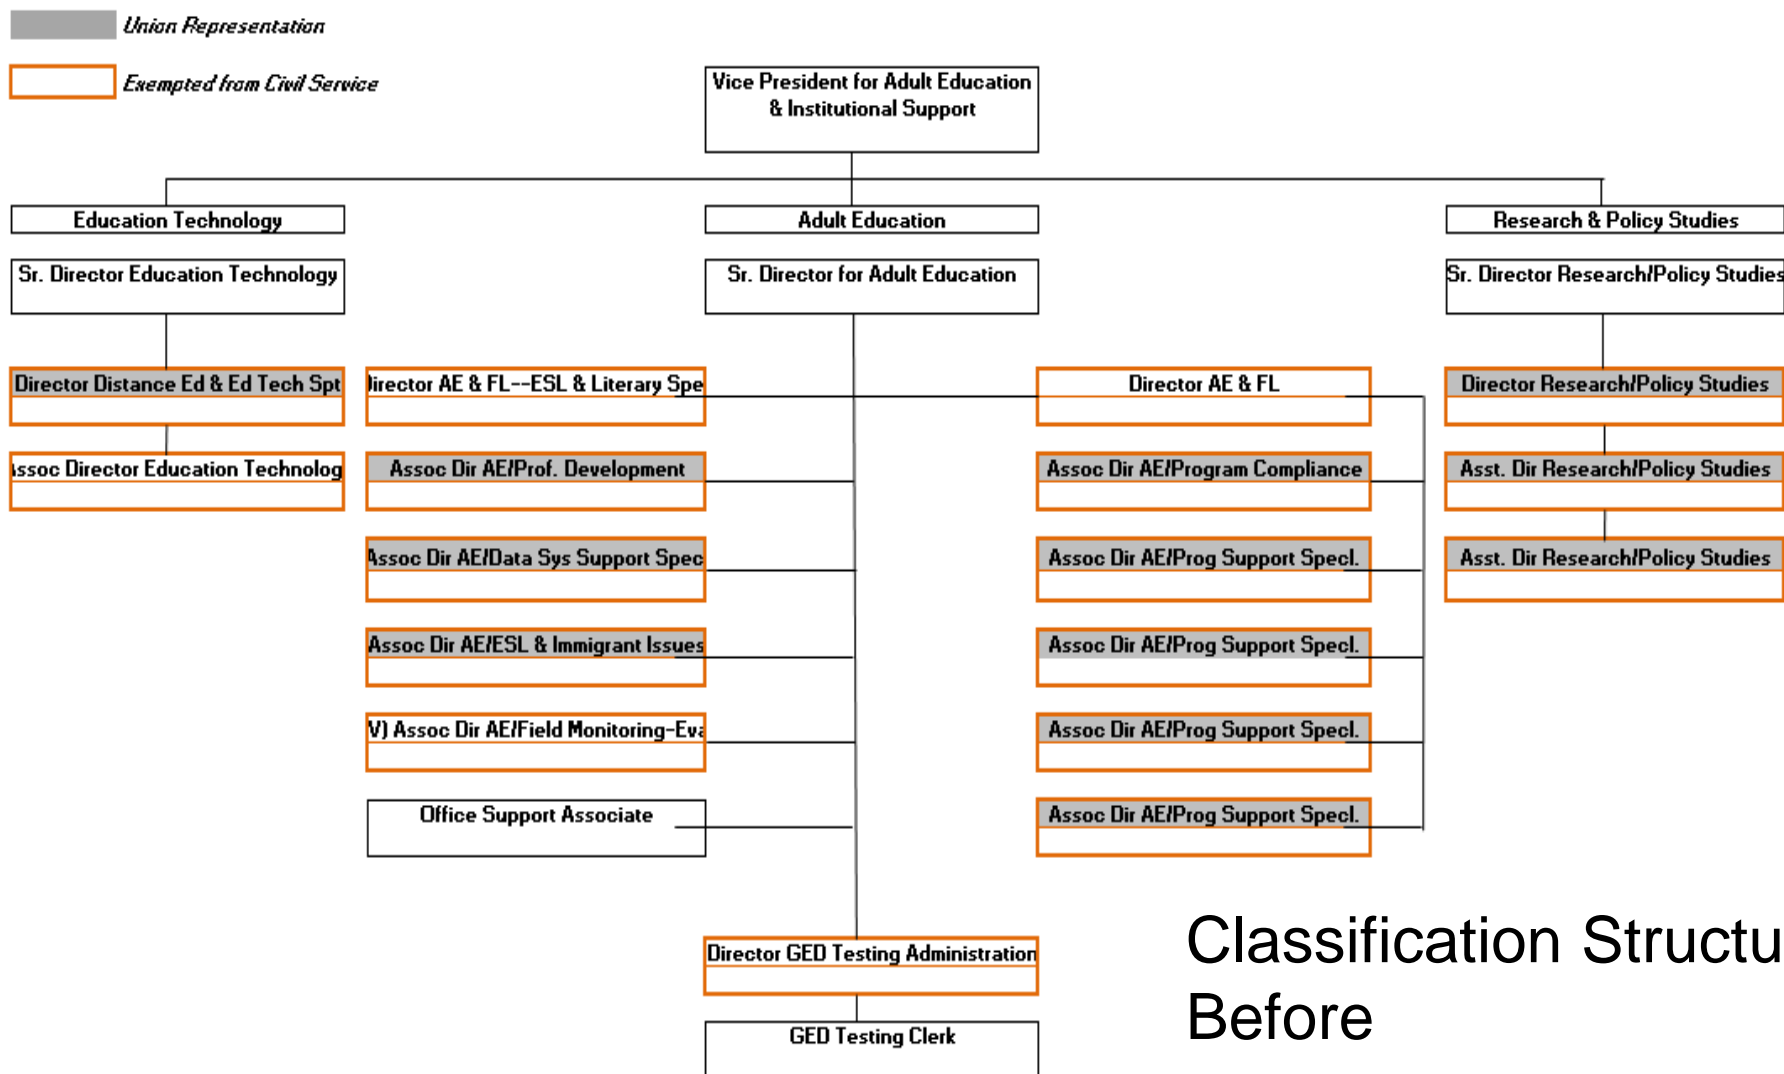 Union Representation
Exempted from Civil Service
Vice President for Adult Education
& Institutional Support
Education Technology
Adult Education
Research & Policy Studies
Sr. Director Education Technology
Sr. Director for Adult Education
Sr. Director Research/Policy Studies
Director Distance Ed & Ed Tech Spt
Director AE & FL--ESL & Literary Spe
Director AE & FL
Director Research/Policy Studies
Assoc Director Education Technolog
Assoc Dir AE/Prof. Development
Assoc Dir AE/Program Compliance
Asst. Dir Research/Policy Studies
Assoc Dir AE/Data Sys Support Spec
Assoc Dir AE/Prog Support Specl.
Asst. Dir Research/Policy Studies
Assoc Dir AE/ESL & Immigrant Issues
Assoc Dir AE/Prog Support Specl.
V) Assoc Dir AE/Field Monitoring-Eva
Assoc Dir AE/Prog Support Specl.
Office Support Associate
Assoc Dir AE/Prog Support Specl.
Director GED Testing Administration
GED Testing Clerk
Classification Structu
Before